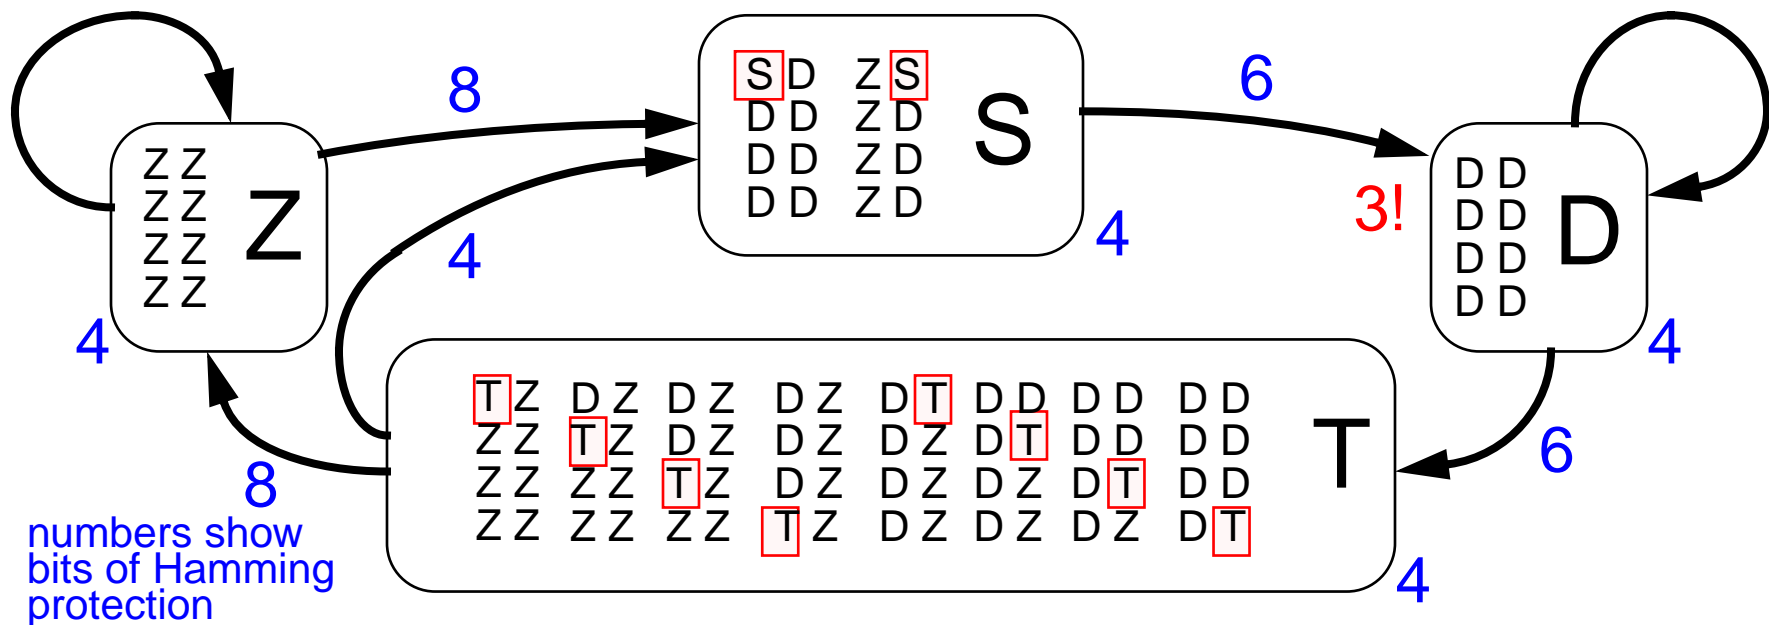 8
S D Z S
D D Z D
D D Z D
D D Z D
S
6
4
Z Z
Z Z
Z Z
Z Z
Z
4
4
3!
D D
D D
D D
D D
D
4
T Z D Z D Z D Z D T D D D D D D
Z Z T Z D Z D Z D Z D T D D D D
Z Z Z Z T Z D Z D Z D Z D T D D
Z Z Z Z Z Z T Z D Z D Z D Z D T
T
6
8
4
numbers show
bits of Hamming
protection